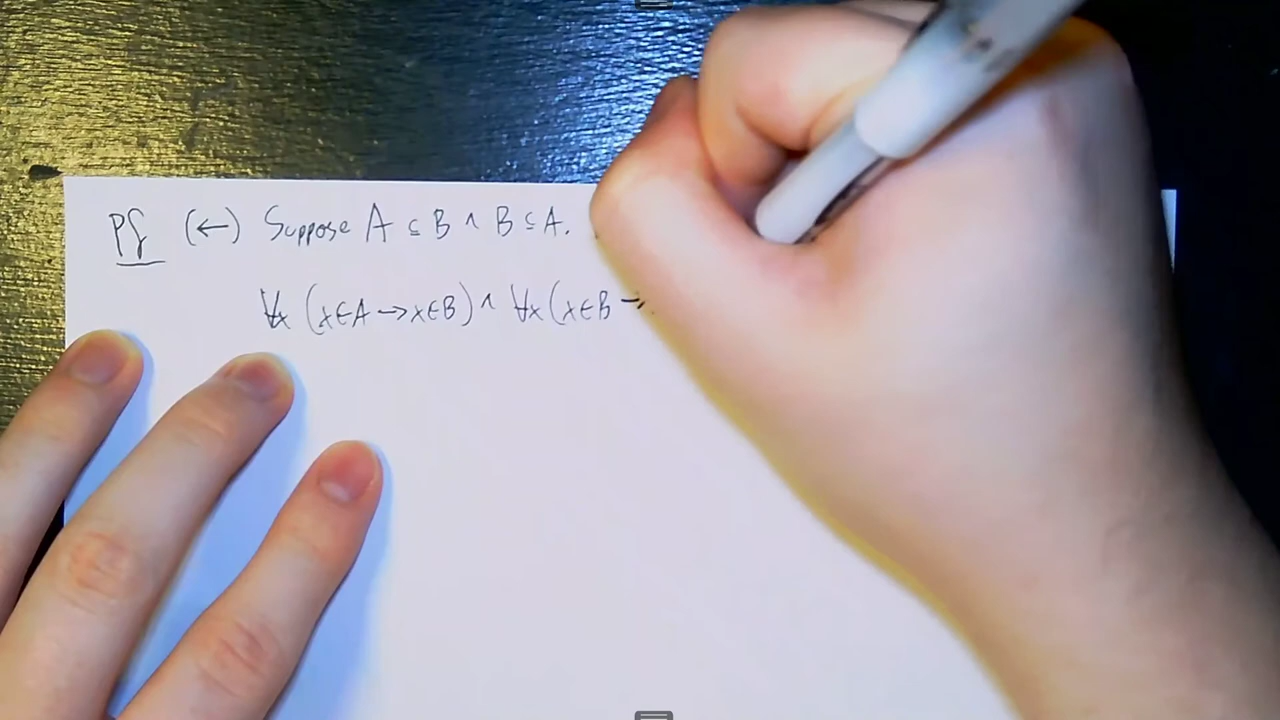 Pf (←) Suppose A ⊆ B ∧ B ⊆ A.
∀x (x∈A → x∈B) ∧ ∀x (x∈B →